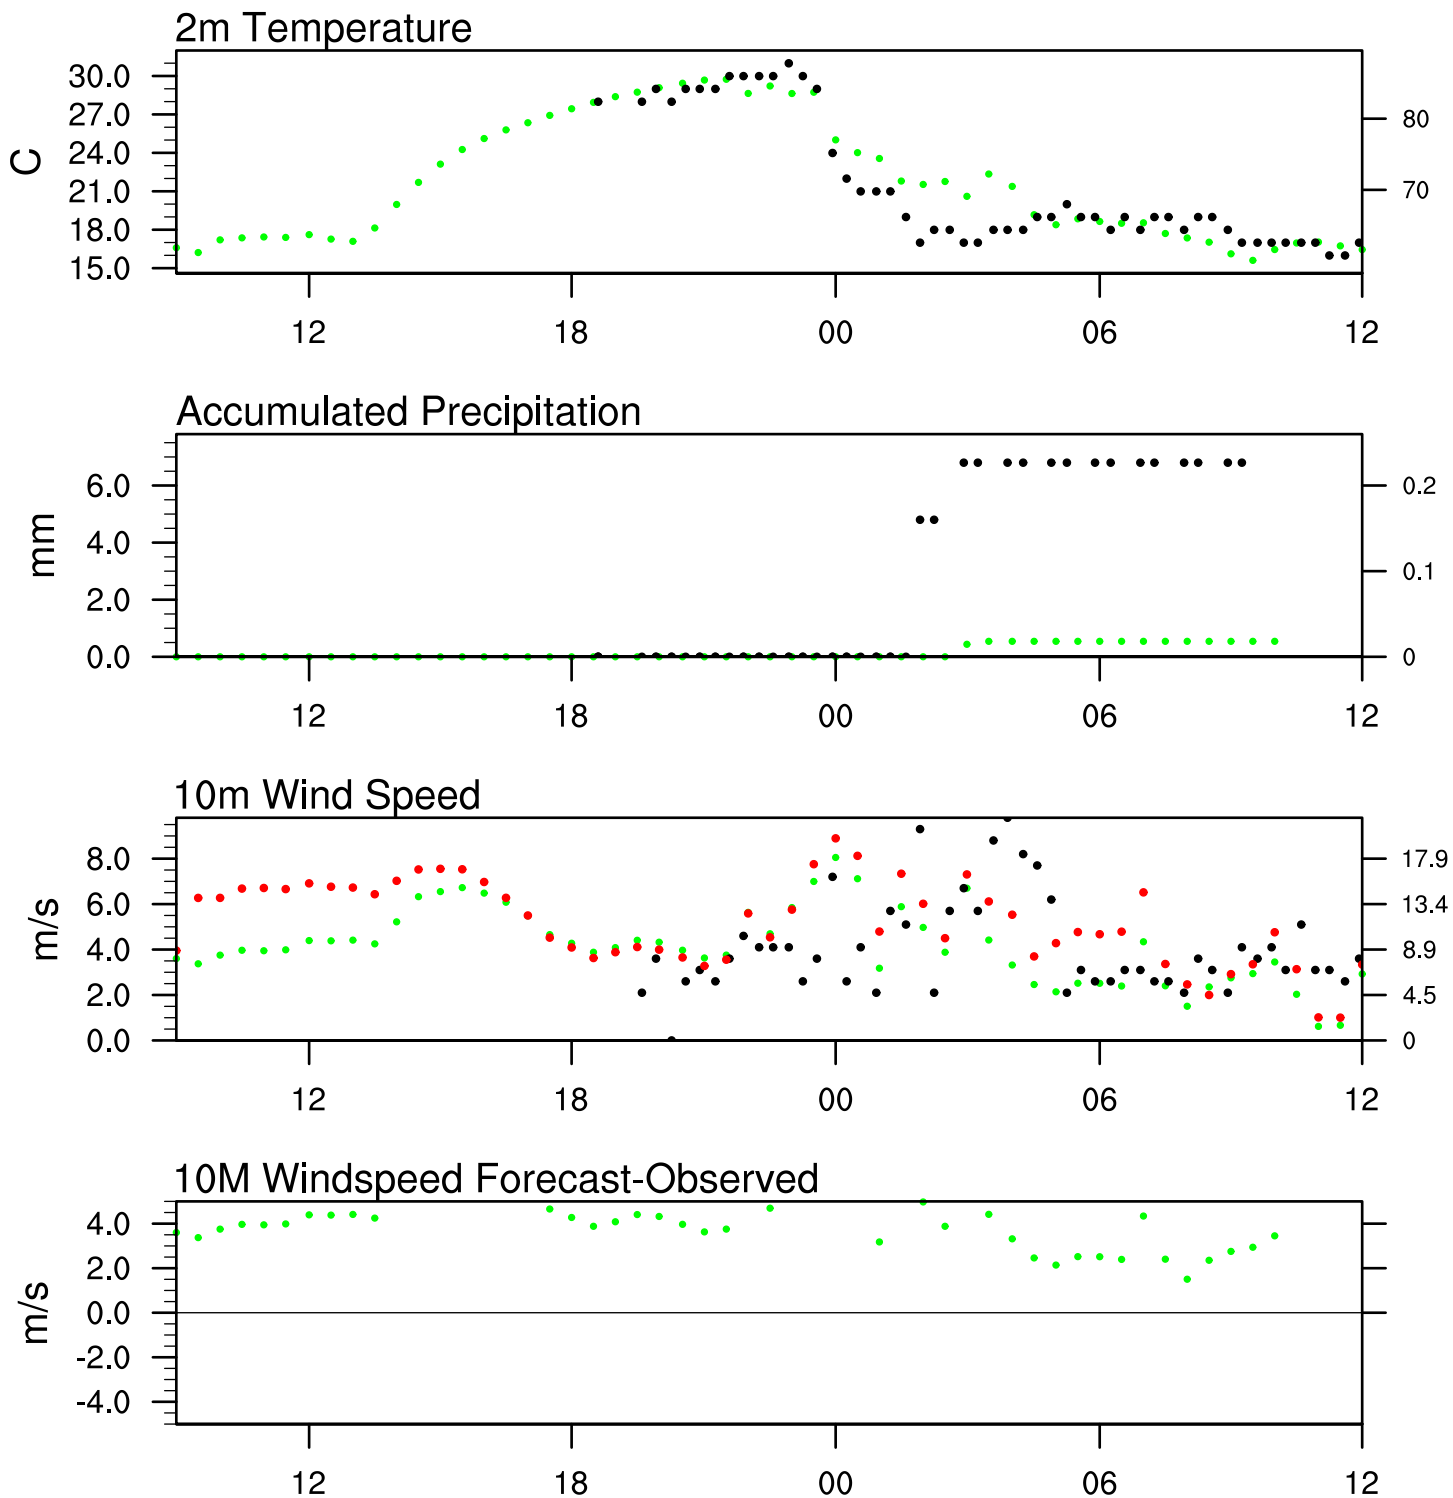 2m Temperature
30.0
27.0
24.0
21.0
18.0
15.0
C
80
70
12 18 00 06 12
Accumulated Precipitation
6.0
4.0
2.0
0.0
mm
0.2
0.1
0
12 18 00 06 12
10m Wind Speed
8.0
6.0
4.0
2.0
0.0
m/s
17.9
13.4
8.9
4.5
0
12 18 00 06 12
10M Windspeed Forecast-Observed
4.0
2.0
0.0
-2.0
-4.0
m/s
12 18 00 06 12